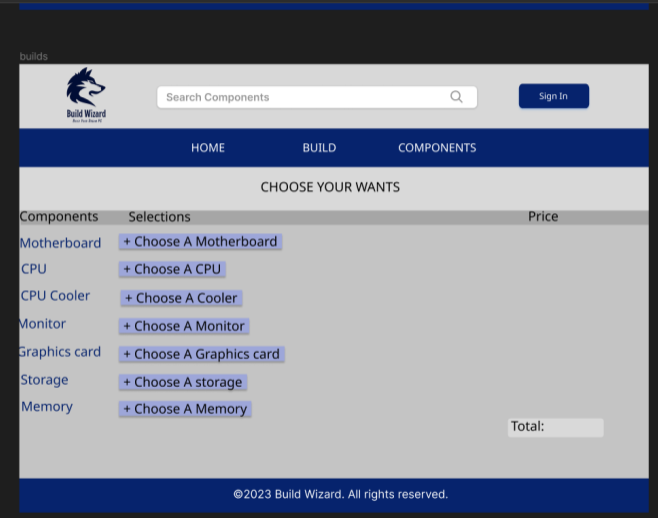 builds
Build Wizard
Build Your Dream PC
Search Components
Sign In
HOME BUILD COMPONENTS
CHOOSE YOUR WANTS
Components Selections Price
Motherboard + Choose A Motherboard
CPU + Choose A CPU
CPU Cooler + Choose A Cooler
Monitor + Choose A Monitor
Graphics card + Choose A Graphics card
Storage + Choose A storage
Memory + Choose A Memory
Total:
©2023 Build Wizard. All rights reserved.